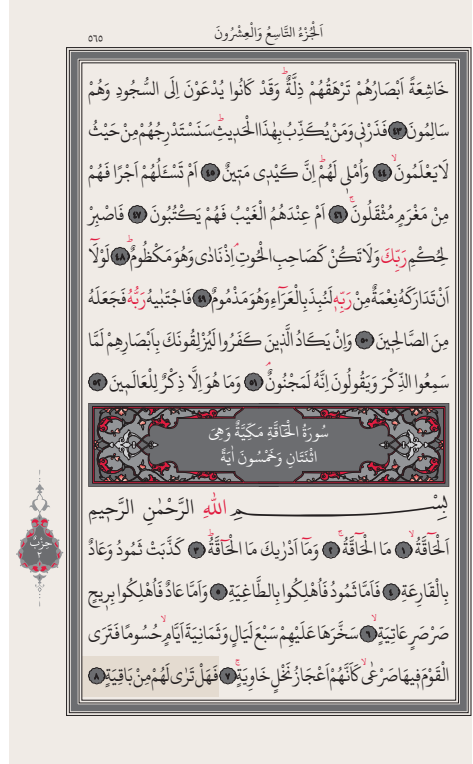 اَلْجُزْءُ التَّاسِعُ وَالْعِشْرُونَ
٥٦٥
خَاشِعَةً اَبْصَارُهُمْ تَرْهَقُهُمْ ذِلَّةٌۜ وَقَدْ كَانُوا يُدْعَوْنَ اِلَى السُّجُودِ وَهُمْ
سَالِمُونَ ﴿٤٣﴾ فَذَرْنٖى وَمَنْ يُكَذِّبُ بِهٰذَا الْحَدٖيثِۜ سَنَسْتَدْرِجُهُمْ مِنْ حَيْثُ
لَا يَعْلَمُونَۙ ﴿٤٤﴾ وَاُمْلٖى لَهُمْۜ اِنَّ كَيْدٖى مَتٖينٌ ﴿٤٥﴾ اَمْ تَسْـَٔلُهُمْ اَجْرًا فَهُمْ
مِنْ مَغْرَمٍ مُثْقَلُونَۚ ﴿٤٦﴾ اَمْ عِنْدَهُمُ الْغَيْبُ فَهُمْ يَكْتُبُونَ ﴿٤٧﴾ فَاصْبِرْ
لِحُكْمِ رَبِّكَ وَلَا تَكُنْ كَصَاحِبِ الْحُوتِۢ اِذْ نَادٰى وَهُوَ مَكْظُومٌۜ ﴿٤٨﴾ لَوْلَٓا
اَنْ تَدَارَكَهُ نِعْمَةٌ مِنْ رَبِّهٖ لَنُبِذَ بِالْعَرَٓاءِ وَهُوَ مَذْمُومٌ ﴿٤٩﴾ فَاجْتَبٰيهُ رَبُّهُ فَجَعَلَهُ
مِنَ الصَّالِحٖينَ ﴿٥٠﴾ وَاِنْ يَكَادُ الَّذٖينَ كَفَرُوا لَيُزْلِقُونَكَ بِاَبْصَارِهِمْ لَمَّا
سَمِعُوا الذِّكْرَ وَيَقُولُونَ اِنَّهُ لَمَجْنُونٌۢ ﴿٥١﴾ وَمَا هُوَ اِلَّا ذِكْرٌ لِلْعَالَمٖينَ ﴿٥٢﴾
سُورَةُ الْحَٓاقَّةِ مَكِّيَّةٌ وَهِىَ
اثْنَتَانِ وَخَمْسُونَ اٰيَةً
بِسْمِ اللّٰهِ الرَّحْمٰنِ الرَّحٖيمِ
اَلْحَٓاقَّةُۙ ﴿١﴾ مَا الْحَٓاقَّةُۚ ﴿٢﴾ وَمَٓا اَدْرٰيكَ مَا الْحَٓاقَّةُۜ ﴿٣﴾ كَذَّبَتْ ثَمُودُ وَعَادٌ
بِالْقَارِعَةِ ﴿٤﴾ فَاَمَّا ثَمُودُ فَاُهْلِكُوا بِالطَّاغِيَةِ ﴿٥﴾ وَاَمَّا عَادٌ فَاُهْلِكُوا بِرٖيحٍ
صَرْصَرٍ عَاتِيَةٍۙ ﴿٦﴾ سَخَّرَهَا عَلَيْهِمْ سَبْعَ لَيَالٍ وَثَمَانِيَةَ اَيَّامٍۙ حُسُومًا فَتَرَى
الْقَوْمَ فٖيهَا صَرْعٰىۙ كَاَنَّهُمْ اَعْجَازُ نَخْلٍ خَاوِيَةٍۚ ﴿٧﴾ فَهَلْ تَرٰى لَهُمْ مِنْ بَاقِيَةٍ ﴿٨﴾
حِزْبْ
٢